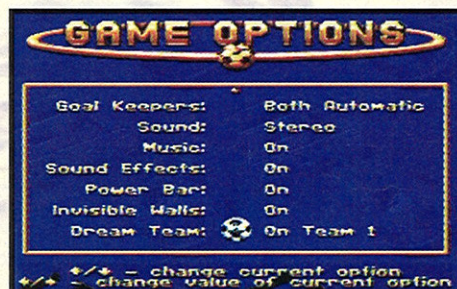 GAME OPTIONS
Goal Keepers: Both Automatic
Sound: Stereo
Music: On
Sound Effects: On
Power Bar: On
Invisible Walls: On
Dream Team: On Team 1
↑/↓ – change current option
←/→ – change value of current option